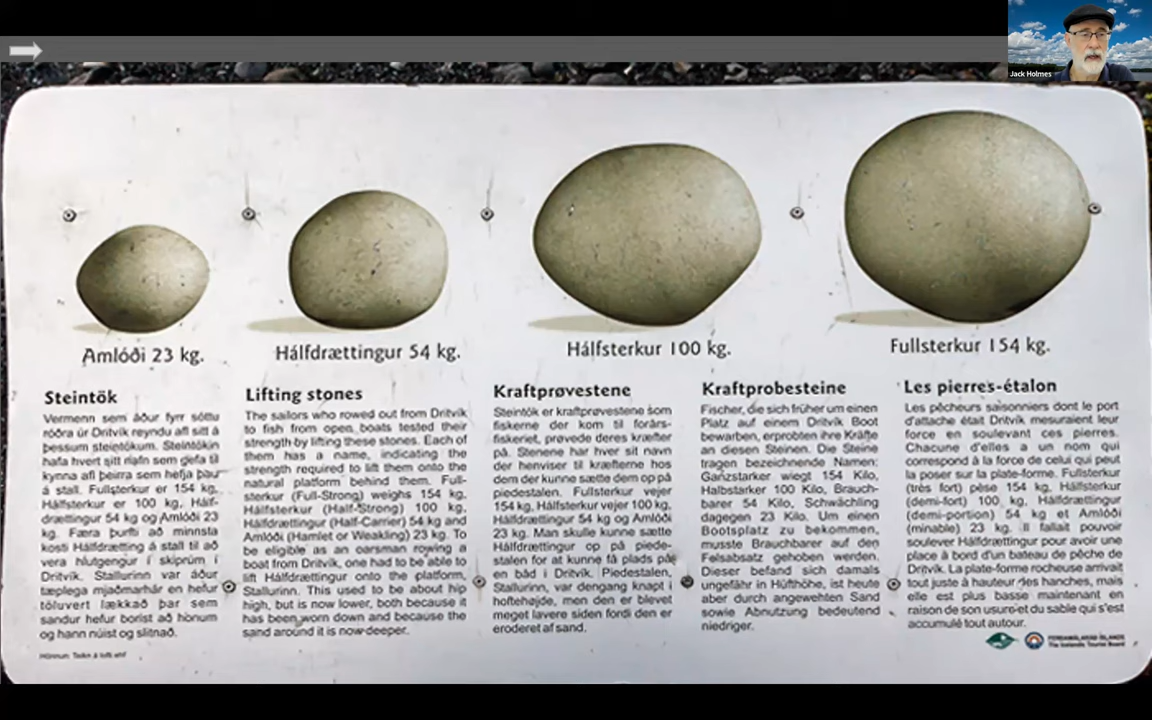 Jack Holmes
Amlóði 23 kg.
Hálfdrættingur 54 kg.
Hálfsterkur 100 kg.
Fullsterkur 154 kg.
Steintök
Vermenn sem áður fyrr sóttu
róðra úr Dritvík reyndu afl sitt á
þessum steintökum. Steintökin
hafa hvert sitt nafn sem gefa til
kynna afl þeirra sem hefja þau
á stall. Fullsterkur er 154 kg,
Hálfsterkur er 100 kg, Hálf-
drættingur 54 kg og Amlóði 23
kg. Færa þurfti að minnsta
kosti Hálfdrætting á stall til að
vera hlutgengur í skiprúm í
Dritvík. Stallurinn var áður
tæplega mjaðmarhár en hefur
töluvert lækkað þar sem
sandur hefur borist að honum
og hann núist og slitnað.
Lifting stones
The sailors who rowed out from Dritvík
to fish from open boats tested their
strength by lifting these stones. Each of
them has a name, indicating the
strength required to lift them onto the
natural platform behind them. Full-
sterkur (Full-Strong) weighs 154 kg,
Hálfsterkur (Half-Strong) 100 kg,
Hálfdrættingur (Half-Carrier) 54 kg and
Amlóði (Hamlet or Weakling) 23 kg. To
be eligible as an oarsman rowing a
boat from Dritvík, one had to be able to
lift Hálfdrættingur onto the platform,
Stallurinn. This used to be about hip
high, but is now lower, both because it
has been worn down and because the
sand around it is now deeper.
Kraftprøvestene
Steintök er kraftprøvestene som
fiskerne der kom til forårs-
fiskeriet, prøvede deres kræfter
på. Stenene har hver sit navn
der henviser til kræfterne hos
dem der kunne sætte dem op på
piedestalen. Fullsterkur vejer
154 kg, Hálfsterkur vejer 100 kg,
Hálfdrættingur 54 kg og Amlóði
23 kg. Man skulle kunne sætte
Hálfdrættingur op på piede-
stalen for at kunne få plads på
en båd i Dritvík. Piedestalen,
Stallurinn, var dengang knapt i
hoftehøjde, men den er blevet
meget lavere siden fordi den er
eroderet af sand.
Kraftprobesteine
Fischer, die sich früher um einen
Platz auf einem Dritvík Boot
bewarben, erprobten ihre Kräfte
an diesen Steinen. Die Steine
tragen bezeichnende Namen:
Ganzstarker wiegt 154 Kilo,
Halbstarker 100 Kilo, Brauch-
barer 54 Kilo, Schwächling
dagegen 23 Kilo. Um einen
Bootsplatz zu bekommen,
musste Brauchbarer auf den
Felsabsatz gehoben werden.
Dieser befand sich damals
ungefähr in Hüfthöhe, ist heute
aber durch angewehten Sand
sowie Abnutzung bedeutend
niedriger.
Les pierres-étalon
Les pêcheurs saisonniers dont le port
d'attache était Dritvík mesuraient leur
force en soulevant ces pierres.
Chacune d'elles a un nom qui
correspond à la force de celui qui peut
la poser sur la plate-forme. Fullsterkur
(très fort) pèse 154 kg, Hálfsterkur
(demi-fort) 100 kg, Hálfdrættingur
(demi-portion) 54 kg et Amlóði
(minable) 23 kg. Il fallait pouvoir
soulever Hálfdrættingur pour avoir une
place à bord d'un bateau de pêche de
Dritvík. La plate-forme rocheuse arrivait
tout juste à hauteur des hanches, mais
elle est plus basse maintenant en
raison de son usure et du sable qui s'est
accumulé tout autour.
FERÐAMÁLARÁÐ ÍSLANDS
The Icelandic Tourist Board